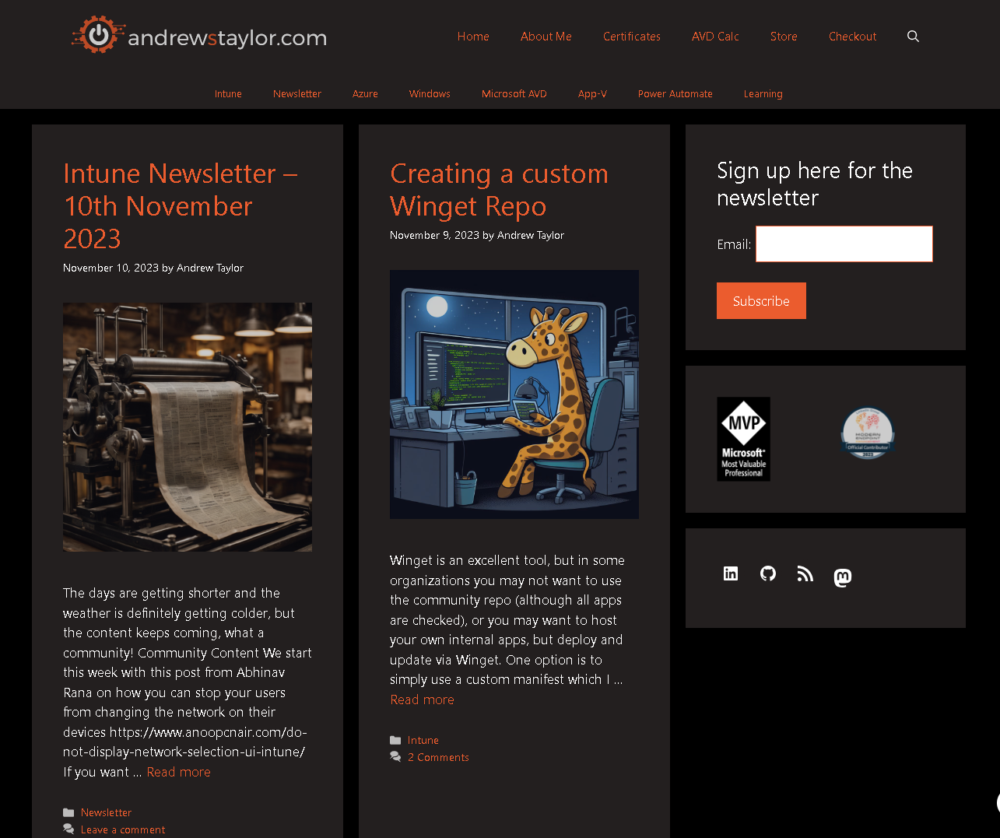 andrewstaylor.com
Home About Me Certificates AVD Calc Store Checkout
Intune Newsletter Azure Windows Microsoft AVD App-V Power Automate Learning
Intune Newsletter –
10th November
2023
November 10, 2023 by Andrew Taylor
The days are getting shorter and the
weather is definitely getting colder, but
the content keeps coming, what a
community! Community Content We start
this week with this post from Abhinav
Rana on how you can stop your users
from changing the network on their
devices https://www.anoopcnair.com/do-
not-display-network-selection-ui-intune/
If you want ... Read more
Newsletter
Leave a comment
Creating a custom
Winget Repo
November 9, 2023 by Andrew Taylor
Winget is an excellent tool, but in some
organizations you may not want to use
the community repo (although all apps
are checked), or you may want to host
your own internal apps, but deploy and
update via Winget. One option is to
simply use a custom manifest which I ...
Read more
Intune
2 Comments
Sign up here for the
newsletter
Email:
Subscribe
MVP
Microsoft®
Most Valuable
Professional
MODERN
ENDPOINT
Official Contributor